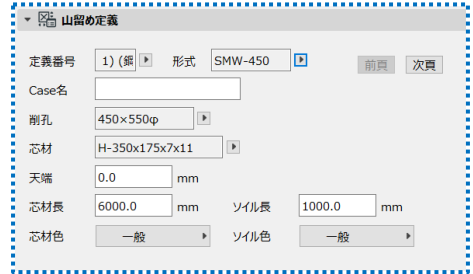 山留め定義
定義番号 1) (鋼 形式 SMW-450 前頁 次頁
Case名
削孔 450×550φ
芯材 H-350x175x7x11
天端 0.0 mm
芯材長 6000.0 mm ソイル長 1000.0 mm
芯材色 一般 ソイル色 一般